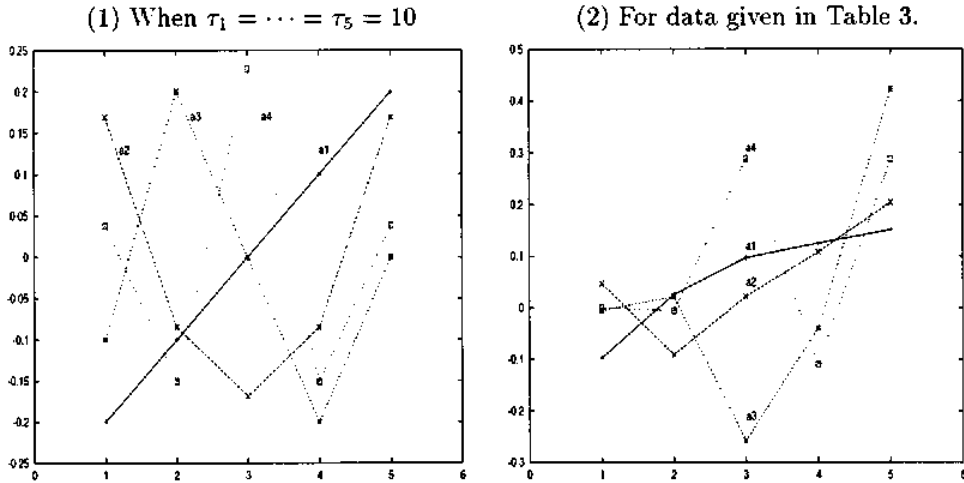 (1) When τ₁ = ··· = τ₅ = 10
0.25
0.2
0.15
0.1
0.05
0
-0.05
-0.1
-0.15
-0.2
-0.25
0 1 2 3 4 5 6
a2
a3
a4
a1
(2) For data given in Table 3.
0.5
0.4
0.3
0.2
0.1
0
-0.1
-0.2
-0.3
0 1 2 3 4 5 6
a4
a1
a2
a3